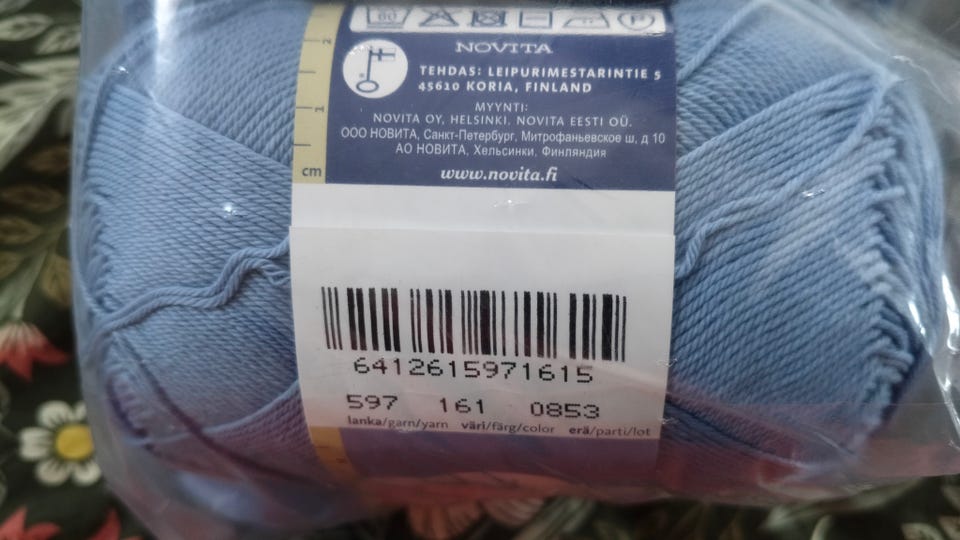 60
2
1
cm
NOVITA
TEHDAS: LEIPURIMESTARINTIE 5
45610 KORIA, FINLAND
MYYNTI:
NOVITA OY, HELSINKI. NOVITA EESTI OÜ.
ООО НОВИТА, Санкт-Петербург, Митрофаньевское ш, д 10
АО НОВИТА, Хельсинки, Финляндия
www.novita.fi
6412615971615
597 161 0853
lanka/garn/yarn väri/färg/color erä/parti/lot